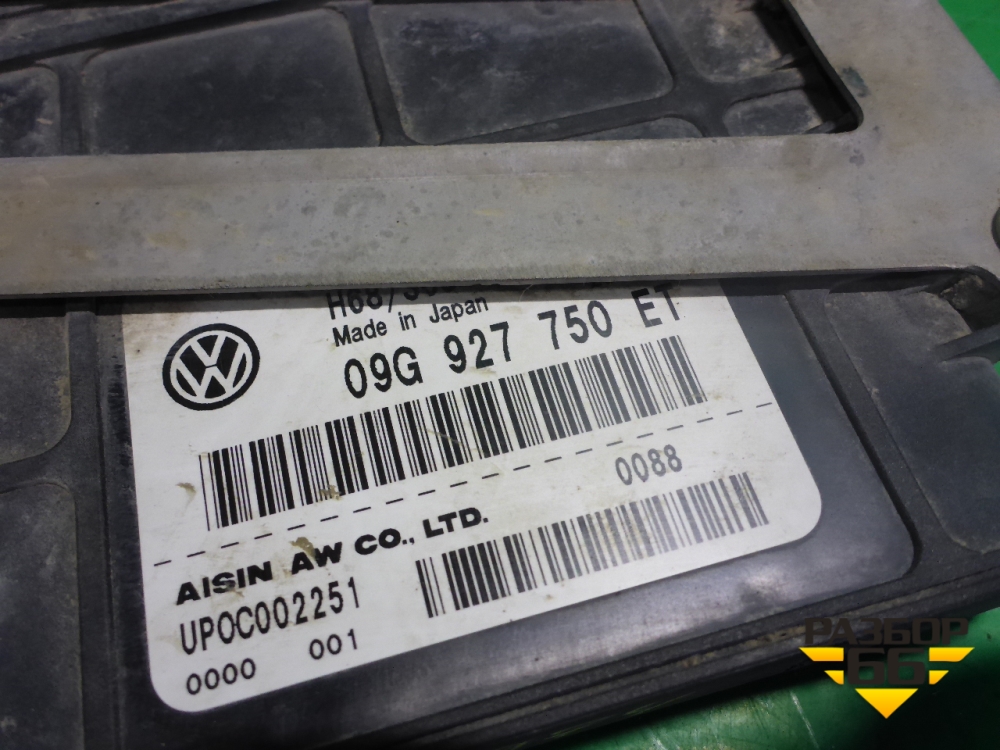 Made in Japan
09G 927 750 ET
0088
AISIN AW CO., LTD.
UPOC002251
0000 001
РАЗБОР
66